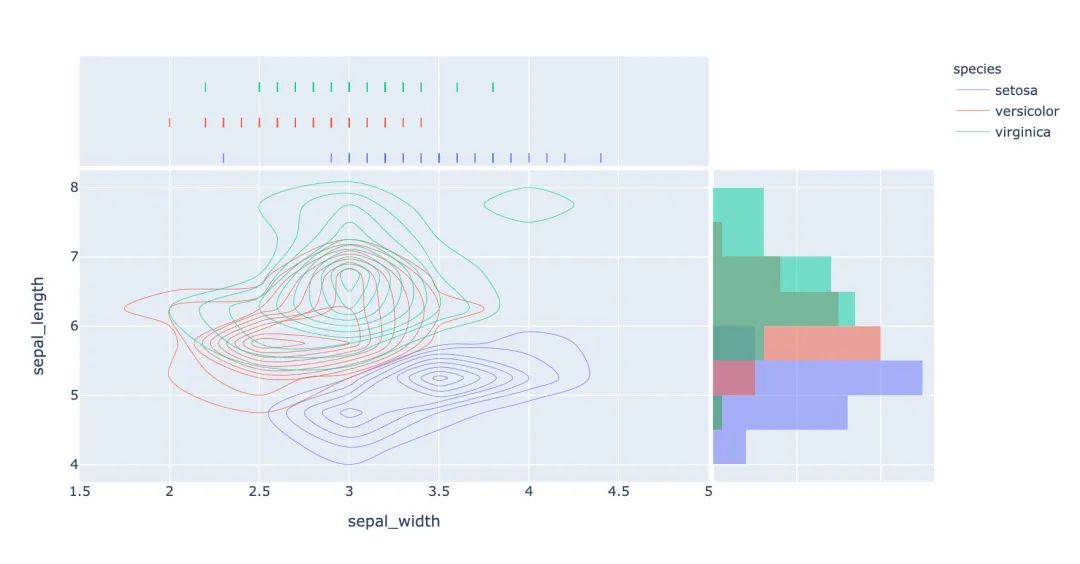 species
setosa
versicolor
virginica
8
7
6
5
4
sepal_length
1.5 2 2.5 3 3.5 4 4.5 5
sepal_width